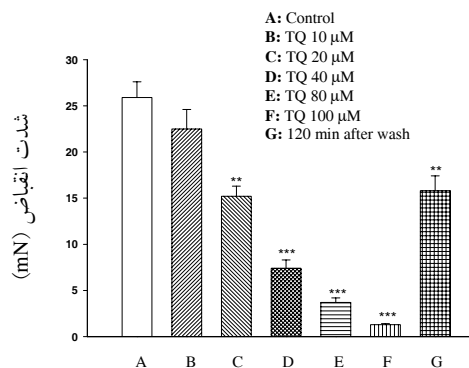 A: Control
B: TQ 10 μM
C: TQ 20 μM
D: TQ 40 μM
E: TQ 80 μM
F: TQ 100 μM
G: 120 min after wash
شدت انقباض (mN)
30
25
20
15
10
5
0
**
***
***
***
**
A B C D E F G